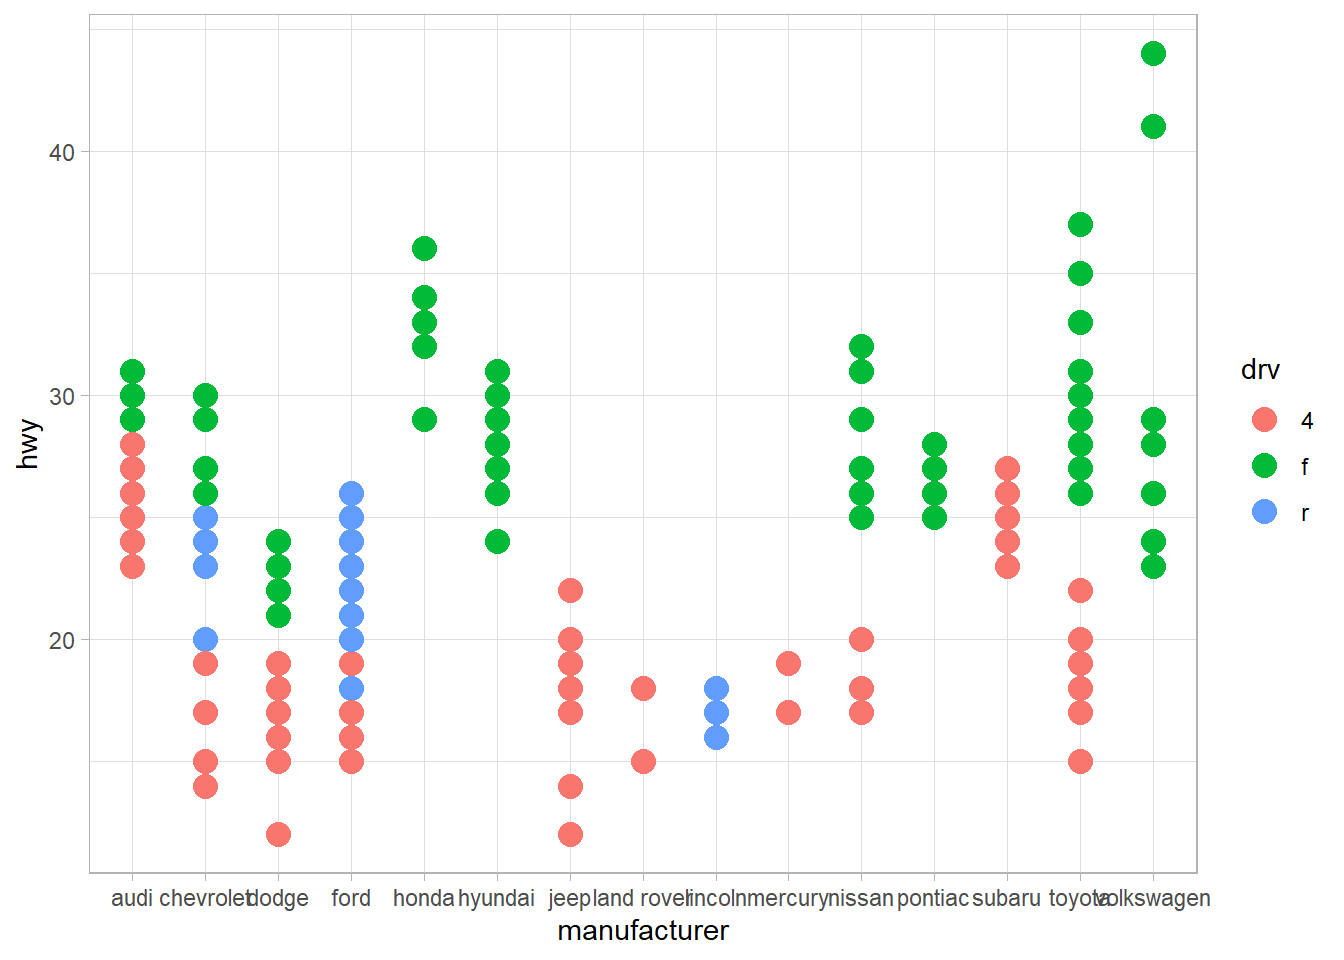 hwy
40
30
20
audi chevrolet dodge ford honda hyundai jeep land rover lincoln mercury nissan pontiac subaru toyota volkswagen
manufacturer
drv
4
f
r